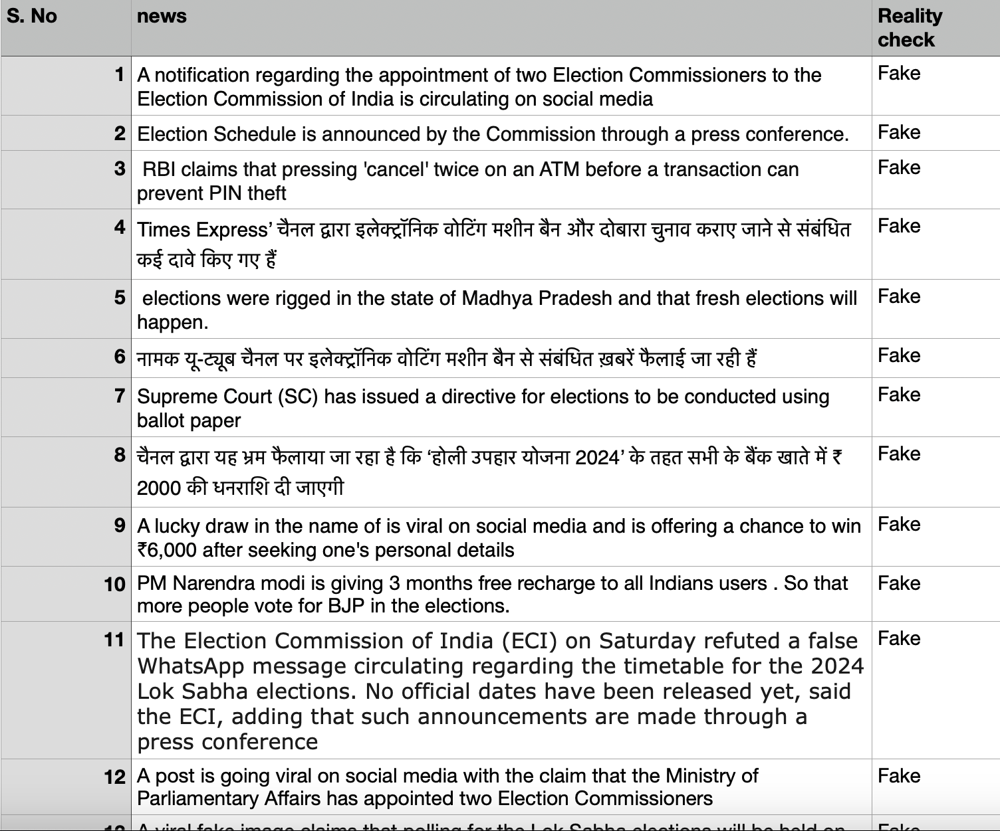 S. No news Reality
check
1 A notification regarding the appointment of two Election Commissioners to the Fake
Election Commission of India is circulating on social media
2 Election Schedule is announced by the Commission through a press conference. Fake
3 RBI claims that pressing 'cancel' twice on an ATM before a transaction can Fake
prevent PIN theft
4 Times Express’ चैनल द्वारा इलेक्ट्रॉनिक वोटिंग मशीन बैन और दोबारा चुनाव कराए जाने से संबंधित Fake
कई दावे किए गए हैं
5 elections were rigged in the state of Madhya Pradesh and that fresh elections will Fake
happen.
6 नामक यू-ट्यूब चैनल पर इलेक्ट्रॉनिक वोटिंग मशीन बैन से संबंधित ख़बरें फैलाई जा रही हैं Fake
7 Supreme Court (SC) has issued a directive for elections to be conducted using Fake
ballot paper
8 चैनल द्वारा यह भ्रम फैलाया जा रहा है कि ‘होली उपहार योजना 2024’ के तहत सभी के बैंक खाते में ₹ Fake
2000 की धनराशि दी जाएगी
9 A lucky draw in the name of is viral on social media and is offering a chance to win Fake
₹6,000 after seeking one's personal details
10 PM Narendra modi is giving 3 months free recharge to all Indians users . So that Fake
more people vote for BJP in the elections.
11 The Election Commission of India (ECI) on Saturday refuted a false Fake
WhatsApp message circulating regarding the timetable for the 2024
Lok Sabha elections. No official dates have been released yet, said
the ECI, adding that such announcements are made through a
press conference
12 A post is going viral on social media with the claim that the Ministry of Fake
Parliamentary Affairs has appointed two Election Commissioners
A viral fake image claims that polling for the Lok Sabha elections will be held on Fake